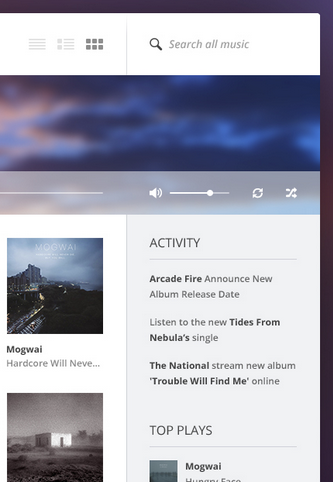 Search all music
MOGWAI
Mogwai
Hardcore Will Neve...
ACTIVITY
Arcade Fire Announce New
Album Release Date
Listen to the new Tides From
Nebula's single
The National stream new album
'Trouble Will Find Me' online
TOP PLAYS
Mogwai
Hungry Face